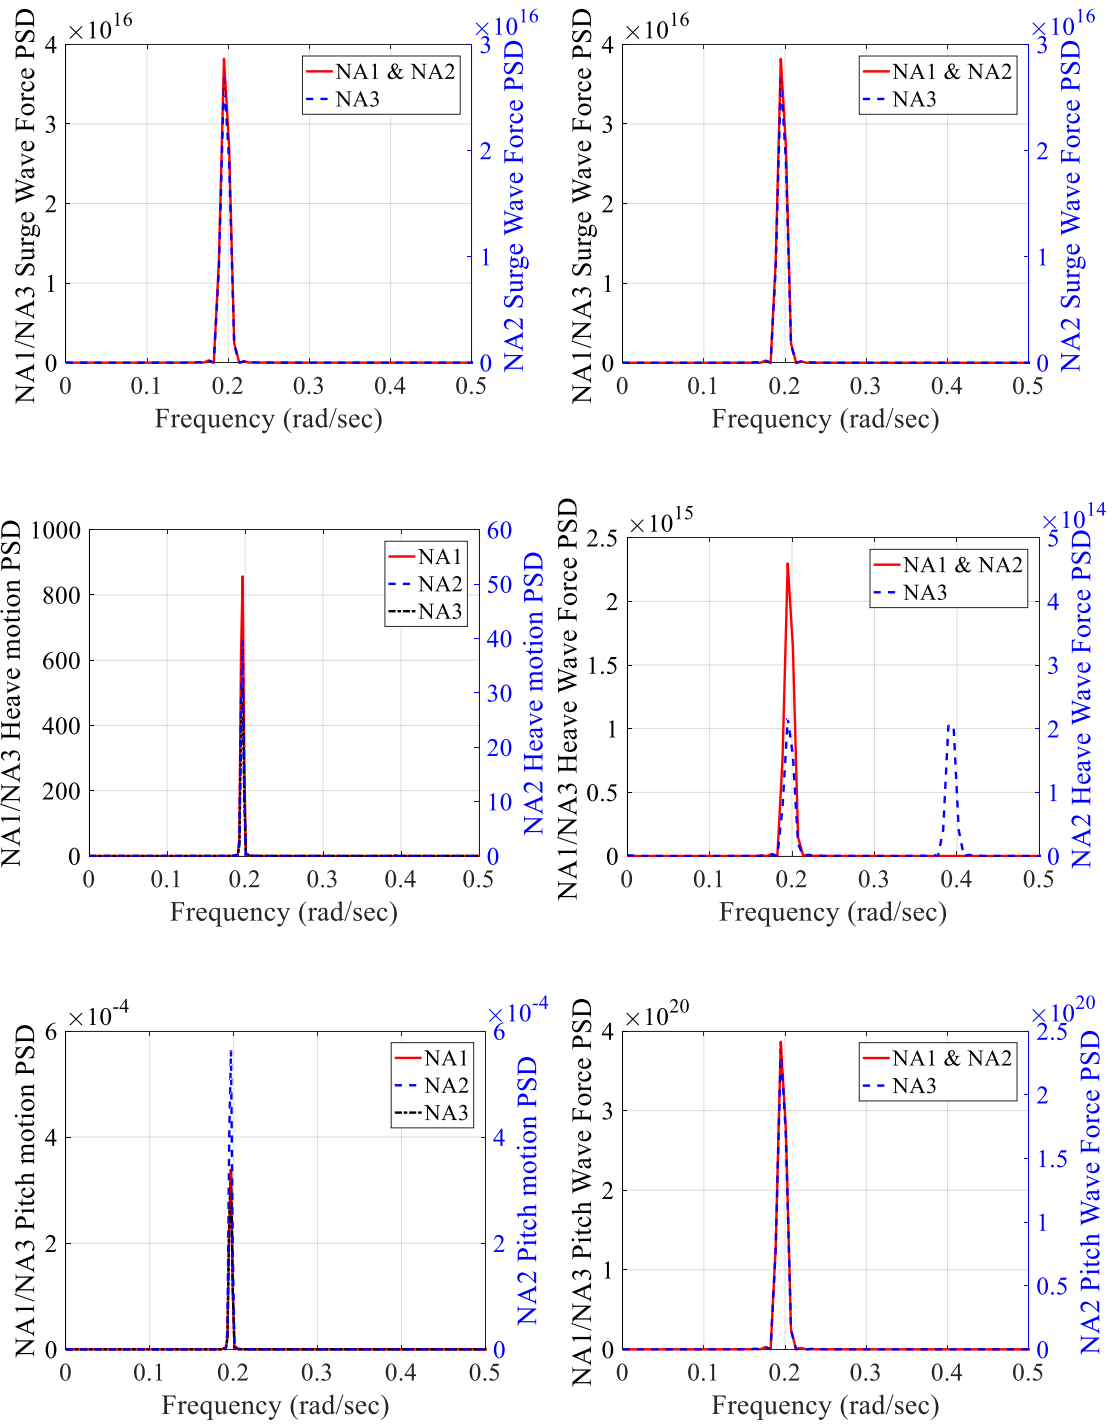 ×10^16
×10^16
4
3
2
1
0
3
2
1
0
NA1/NA3 Surge Wave Force PSD
NA2 Surge Wave Force PSD
NA1 & NA2
NA3
0 0.1 0.2 0.3 0.4 0.5
Frequency (rad/sec)
×10^16
×10^16
4
3
2
1
0
3
2
1
0
NA1/NA3 Surge Wave Force PSD
NA2 Surge Wave Force PSD
NA1 & NA2
NA3
0 0.1 0.2 0.3 0.4 0.5
Frequency (rad/sec)
1000
800
600
400
200
0
60
50
40
30
20
10
0
NA1/NA3 Heave motion PSD
NA2 Heave motion PSD
NA1
NA2
NA3
0 0.1 0.2 0.3 0.4 0.5
Frequency (rad/sec)
×10^15
×10^14
2.5
2
1.5
1
0.5
0
5
4
3
2
1
0
NA1/NA3 Heave Wave Force PSD
NA2 Heave Wave Force PSD
NA1 & NA2
NA3
0 0.1 0.2 0.3 0.4 0.5
Frequency (rad/sec)
×10^-4
×10^-4
6
4
2
0
6
4
2
0
NA1/NA3 Pitch motion PSD
NA2 Pitch motion PSD
NA1
NA2
NA3
0 0.1 0.2 0.3 0.4 0.5
Frequency (rad/sec)
×10^20
×10^20
4
3
2
1
0
2.5
2
1.5
1
0.5
0
NA1/NA3 Pitch Wave Force PSD
NA2 Pitch Wave Force PSD
NA1 & NA2
NA3
0 0.1 0.2 0.3 0.4 0.5
Frequency (rad/sec)